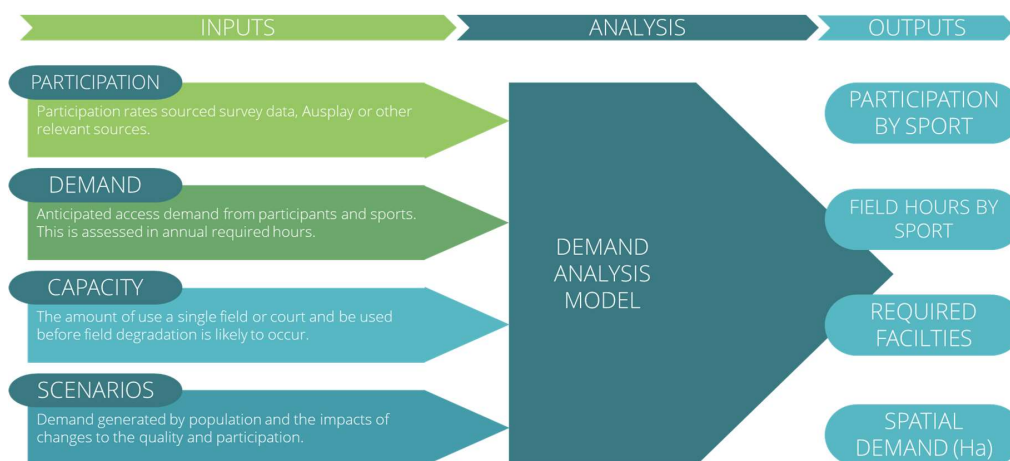 INPUTS
ANALYSIS
OUTPUTS
PARTICIPATION
Participation rates sourced survey data, Ausplay or other
relevant sources.
DEMAND
Anticipated access demand from participants and sports.
This is assessed in annual required hours.
CAPACITY
The amount of use a single field or court and be used
before field degradation is likely to occur.
SCENARIOS
Demand generated by population and the impacts of
changes to the quality and participation.
DEMAND
ANALYSIS
MODEL
PARTICIPATION
BY SPORT
FIELD HOURS BY
SPORT
REQUIRED
FACILTIES
SPATIAL
DEMAND (Ha)